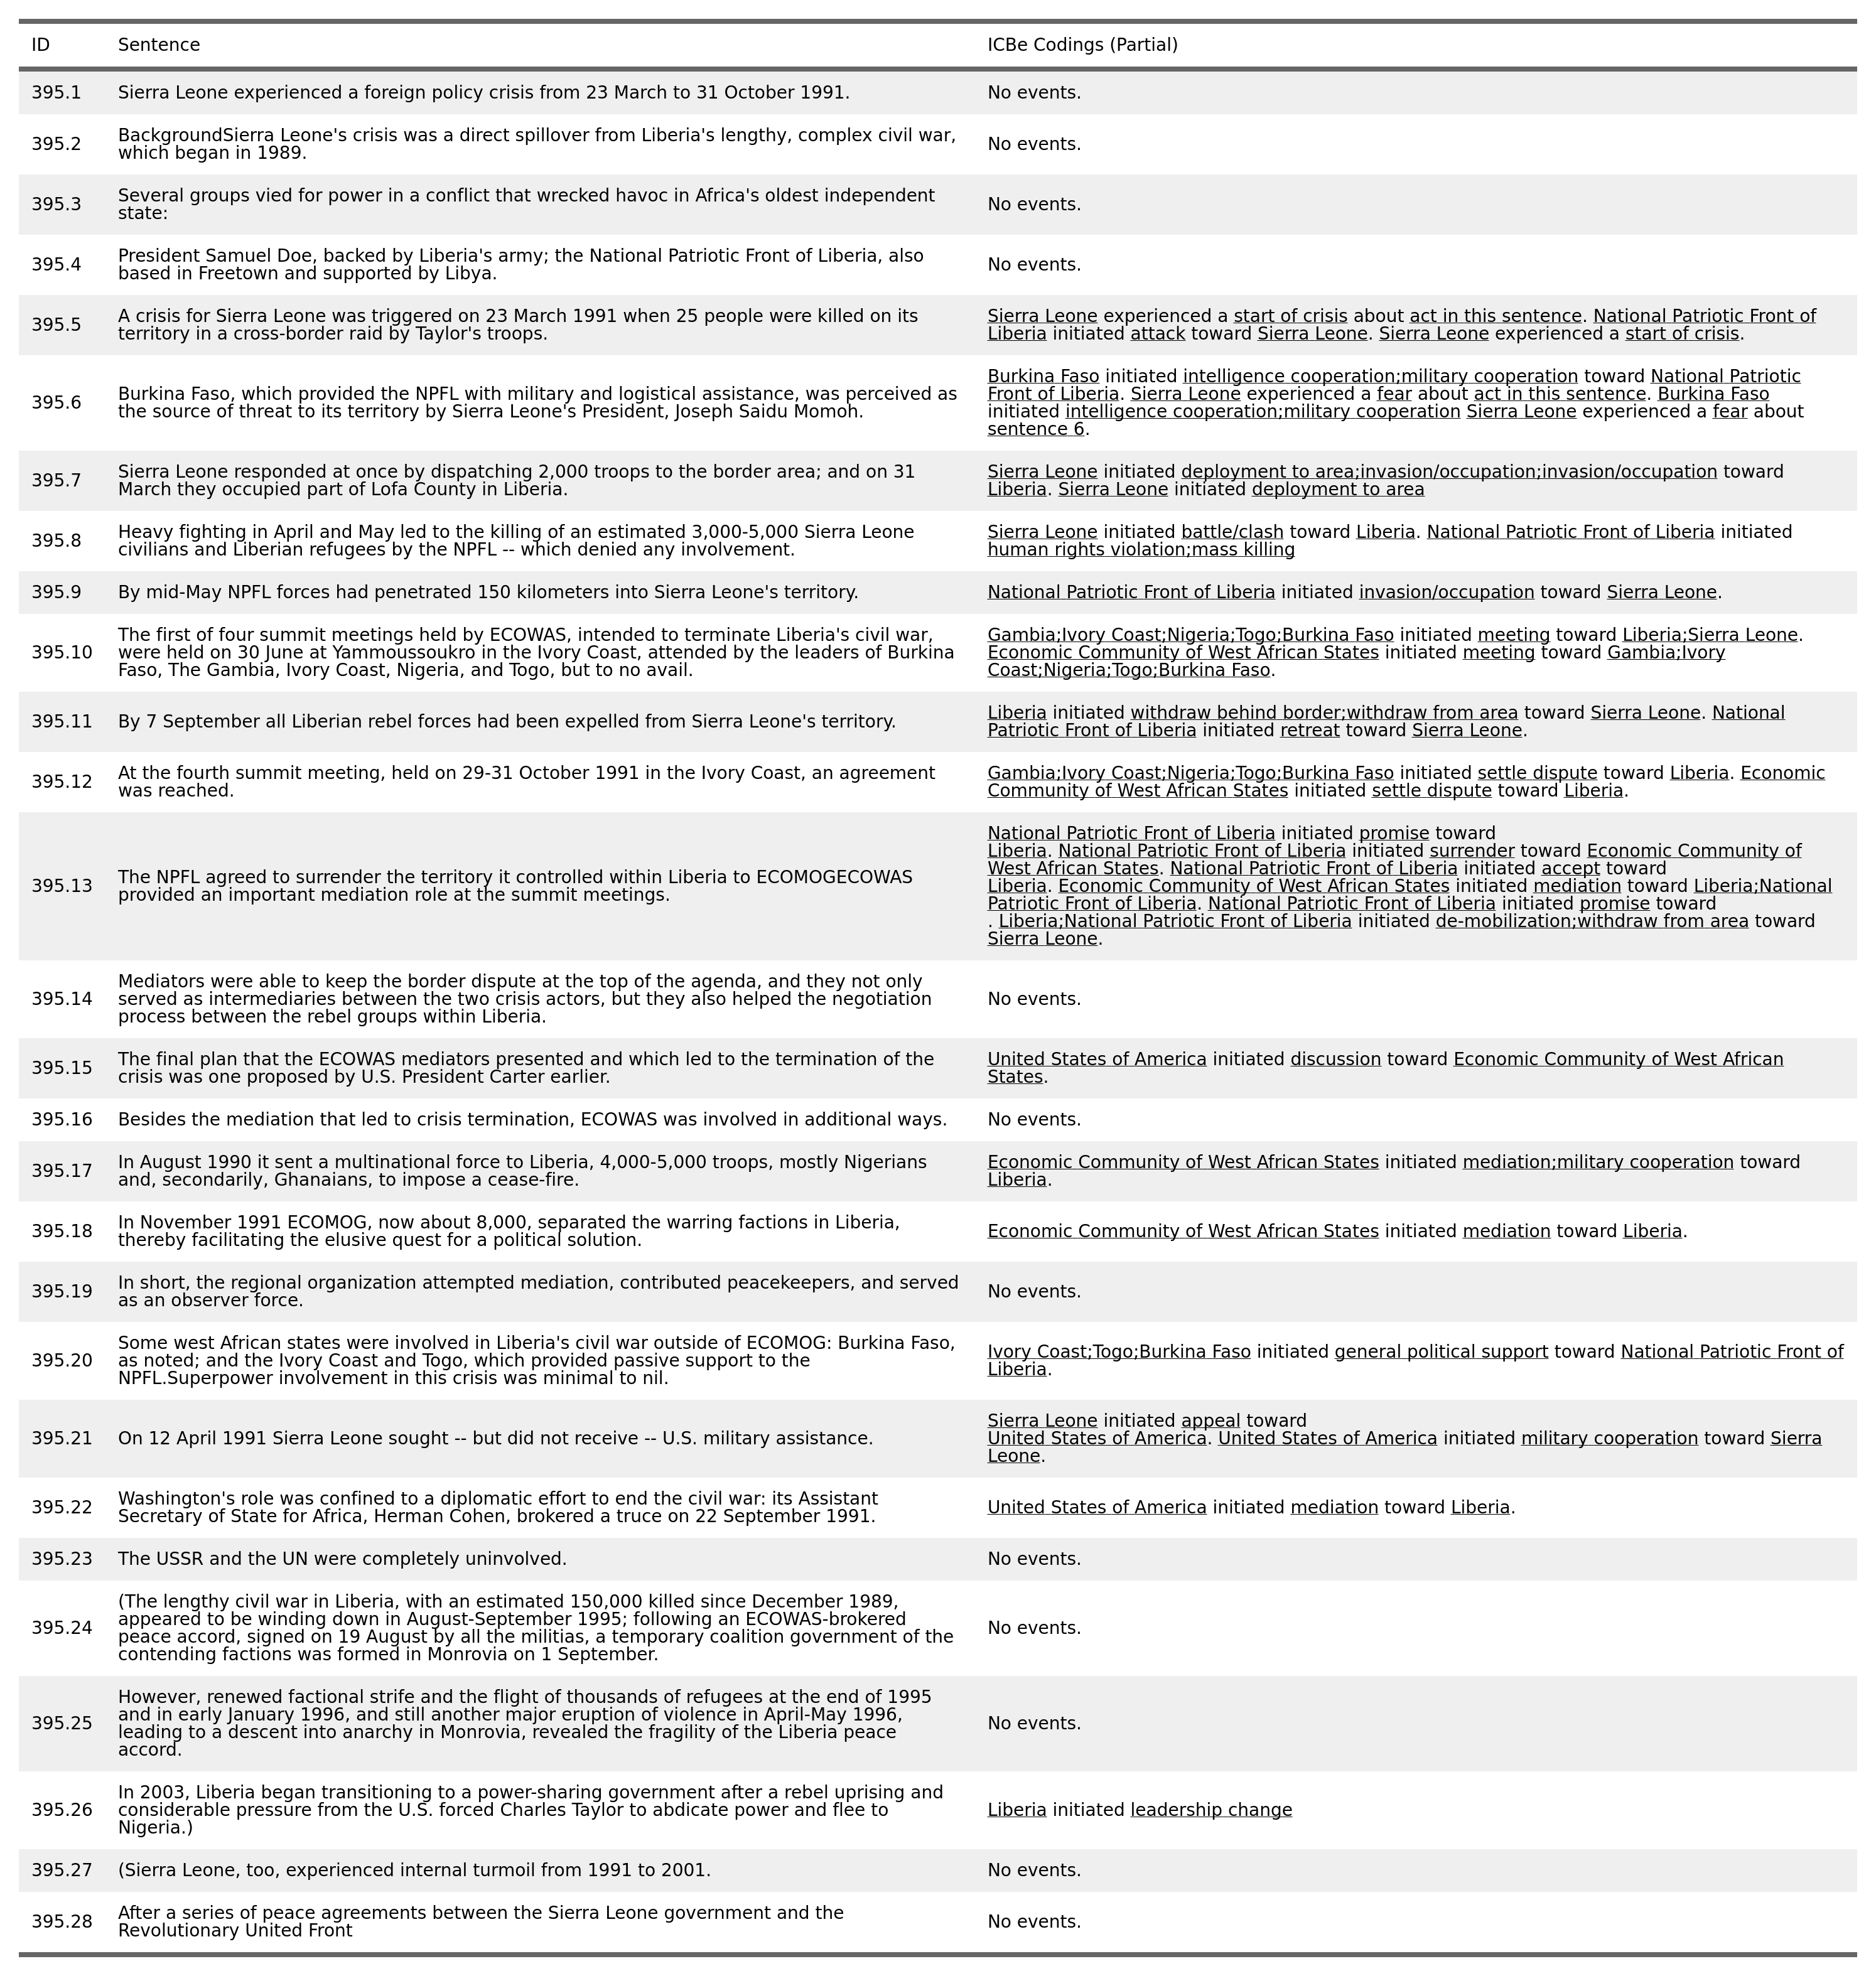 ID Sentence ICBe Codings (Partial)
395.1 Sierra Leone experienced a foreign policy crisis from 23 March to 31 October 1991. No events.
395.2 BackgroundSierra Leone's crisis was a direct spillover from Liberia's lengthy, complex civil war,
which began in 1989.
No events.
395.3 Several groups vied for power in a conflict that wrecked havoc in Africa's oldest independent
state:
No events.
395.4 President Samuel Doe, backed by Liberia's army; the National Patriotic Front of Liberia, also
based in Freetown and supported by Libya.
No events.
395.5 A crisis for Sierra Leone was triggered on 23 March 1991 when 25 people were killed on its
territory in a cross-border raid by Taylor's troops.
Sierra Leone experienced a start of crisis about act in this sentence. National Patriotic Front of
Liberia initiated attack toward Sierra Leone. Sierra Leone experienced a start of crisis.
395.6 Burkina Faso, which provided the NPFL with military and logistical assistance, was perceived as
the source of threat to its territory by Sierra Leone's President, Joseph Saidu Momoh.
Burkina Faso initiated intelligence cooperation;military cooperation toward National Patriotic
Front of Liberia. Sierra Leone experienced a fear about act in this sentence. Burkina Faso
initiated intelligence cooperation;military cooperation Sierra Leone experienced a fear about
sentence 6.
395.7 Sierra Leone responded at once by dispatching 2,000 troops to the border area; and on 31
March they occupied part of Lofa County in Liberia.
Sierra Leone initiated deployment to area;invasion/occupation;invasion/occupation toward
Liberia. Sierra Leone initiated deployment to area
395.8 Heavy fighting in April and May led to the killing of an estimated 3,000-5,000 Sierra Leone
civilians and Liberian refugees by the NPFL -- which denied any involvement.
Sierra Leone initiated battle/clash toward Liberia. National Patriotic Front of Liberia initiated
human rights violation;mass killing
395.9 By mid-May NPFL forces had penetrated 150 kilometers into Sierra Leone's territory. National Patriotic Front of Liberia initiated invasion/occupation toward Sierra Leone.
395.10 The first of four summit meetings held by ECOWAS, intended to terminate Liberia's civil war,
were held on 30 June at Yammoussoukro in the Ivory Coast, attended by the leaders of Burkina
Faso, The Gambia, Ivory Coast, Nigeria, and Togo, but to no avail.
Gambia;Ivory Coast;Nigeria;Togo;Burkina Faso initiated meeting toward Liberia;Sierra Leone.
Economic Community of West African States initiated meeting toward Gambia;Ivory
Coast;Nigeria;Togo;Burkina Faso.
395.11 By 7 September all Liberian rebel forces had been expelled from Sierra Leone's territory.
Liberia initiated withdraw behind border;withdraw from area toward Sierra Leone. National
Patriotic Front of Liberia initiated retreat toward Sierra Leone.
395.12 At the fourth summit meeting, held on 29-31 October 1991 in the Ivory Coast, an agreement
was reached.
Gambia;Ivory Coast;Nigeria;Togo;Burkina Faso initiated settle dispute toward Liberia. Economic
Community of West African States initiated settle dispute toward Liberia.
395.13 The NPFL agreed to surrender the territory it controlled within Liberia to ECOMOGECOWAS
provided an important mediation role at the summit meetings.
National Patriotic Front of Liberia initiated promise toward
Liberia. National Patriotic Front of Liberia initiated surrender toward Economic Community of
West African States. National Patriotic Front of Liberia initiated accept toward
Liberia. Economic Community of West African States initiated mediation toward Liberia;National
Patriotic Front of Liberia. National Patriotic Front of Liberia initiated promise toward
. Liberia;National Patriotic Front of Liberia initiated de-mobilization;withdraw from area toward
Sierra Leone.
395.14 Mediators were able to keep the border dispute at the top of the agenda, and they not only
served as intermediaries between the two crisis actors, but they also helped the negotiation
process between the rebel groups within Liberia.
No events.
395.15 The final plan that the ECOWAS mediators presented and which led to the termination of the
crisis was one proposed by U.S. President Carter earlier.
United States of America initiated discussion toward Economic Community of West African
States.
395.16 Besides the mediation that led to crisis termination, ECOWAS was involved in additional ways. No events.
395.17 In August 1990 it sent a multinational force to Liberia, 4,000-5,000 troops, mostly Nigerians
and, secondarily, Ghanaians, to impose a cease-fire.
Economic Community of West African States initiated mediation;military cooperation toward
Liberia.
395.18 In November 1991 ECOMOG, now about 8,000, separated the warring factions in Liberia,
thereby facilitating the elusive quest for a political solution.
Economic Community of West African States initiated mediation toward Liberia.
395.19 In short, the regional organization attempted mediation, contributed peacekeepers, and served
as an observer force.
No events.
395.20 Some west African states were involved in Liberia's civil war outside of ECOMOG: Burkina Faso,
as noted; and the Ivory Coast and Togo, which provided passive support to the
NPFL.Superpower involvement in this crisis was minimal to nil.
Ivory Coast;Togo;Burkina Faso initiated general political support toward National Patriotic Front of
Liberia.
395.21 On 12 April 1991 Sierra Leone sought -- but did not receive -- U.S. military assistance.
Sierra Leone initiated appeal toward
United States of America. United States of America initiated military cooperation toward Sierra
Leone.
395.22 Washington's role was confined to a diplomatic effort to end the civil war: its Assistant
Secretary of State for Africa, Herman Cohen, brokered a truce on 22 September 1991.
United States of America initiated mediation toward Liberia.
395.23 The USSR and the UN were completely uninvolved. No events.
395.24 (The lengthy civil war in Liberia, with an estimated 150,000 killed since December 1989,
appeared to be winding down in August-September 1995; following an ECOWAS-brokered
peace accord, signed on 19 August by all the militias, a temporary coalition government of the
contending factions was formed in Monrovia on 1 September.
No events.
395.25 However, renewed factional strife and the flight of thousands of refugees at the end of 1995
and in early January 1996, and still another major eruption of violence in April-May 1996,
leading to a descent into anarchy in Monrovia, revealed the fragility of the Liberia peace
accord.
No events.
395.26 In 2003, Liberia began transitioning to a power-sharing government after a rebel uprising and
considerable pressure from the U.S. forced Charles Taylor to abdicate power and flee to
Nigeria.)
Liberia initiated leadership change
395.27 (Sierra Leone, too, experienced internal turmoil from 1991 to 2001. No events.
395.28 After a series of peace agreements between the Sierra Leone government and the
Revolutionary United Front
No events.